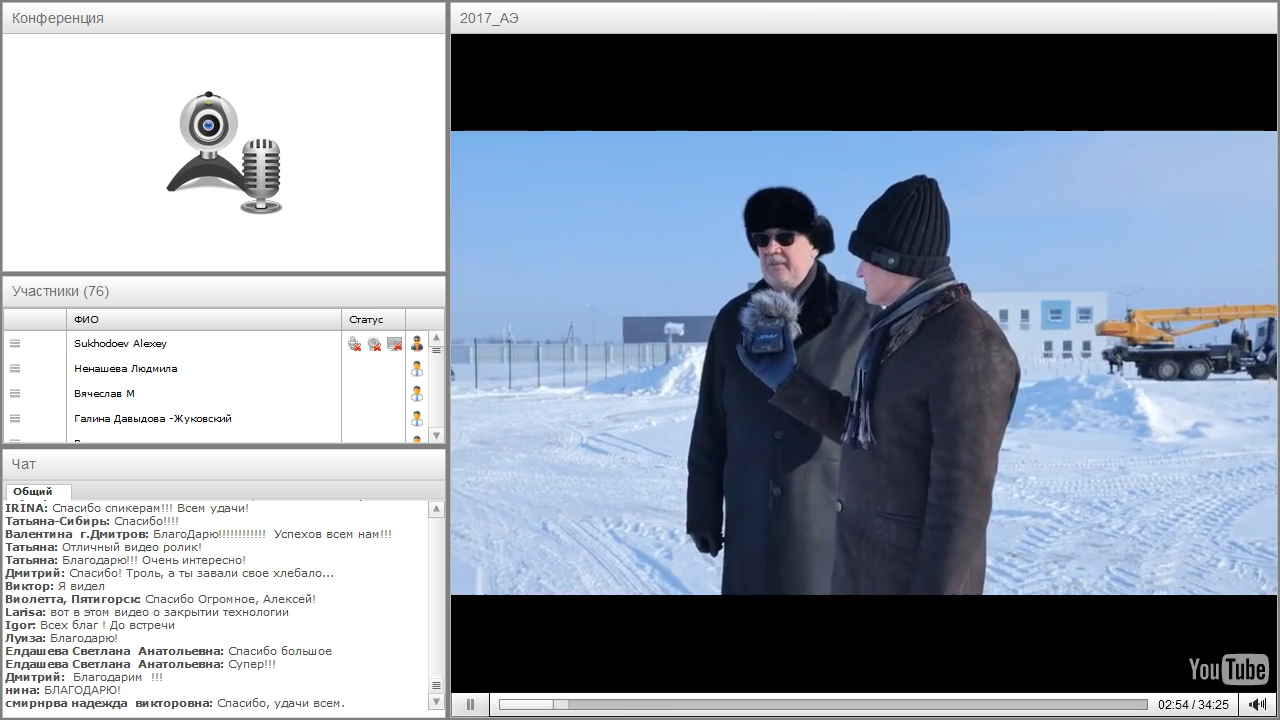 Конференция
2017_АЭ
Участники (76)
ФИО Статус
Sukhodoev Alexey
Ненашева Людмила
Вячеслав М
Галина Давыдова -Жуковский
Чат
Общий
IRINA: Спасибо спикерам!!! Всем удачи!
Татьяна-Сибирь: Спасибо!!!!
Валентина г.Дмитров: БлагоДарю!!!!!!!!!!!! Успехов всем нам!!!
Татьяна: Отличный видео ролик!
Татьяна: Благодарю!!! Очень интересно!
Дмитрий: Спасибо! Троль, а ты завали свое хлебало...
Виктор: Я видел
Виолетта, Пятигорск: Спасибо Огромное, Алексей!
Larisa: вот в этом видео о закрытии технологии
Igor: Всех благ ! До встречи
Луиза: Благодарю!
Елдашева Светлана Анатольевна: Спасибо большое
Елдашева Светлана Анатольевна: Супер!!!
Дмитрий: Благодарим !!!
нина: БЛАГОДАРЮ!
смирнрва надежда викторовна: Спасибо, удачи всем.
YouTube
02:54 / 34:25